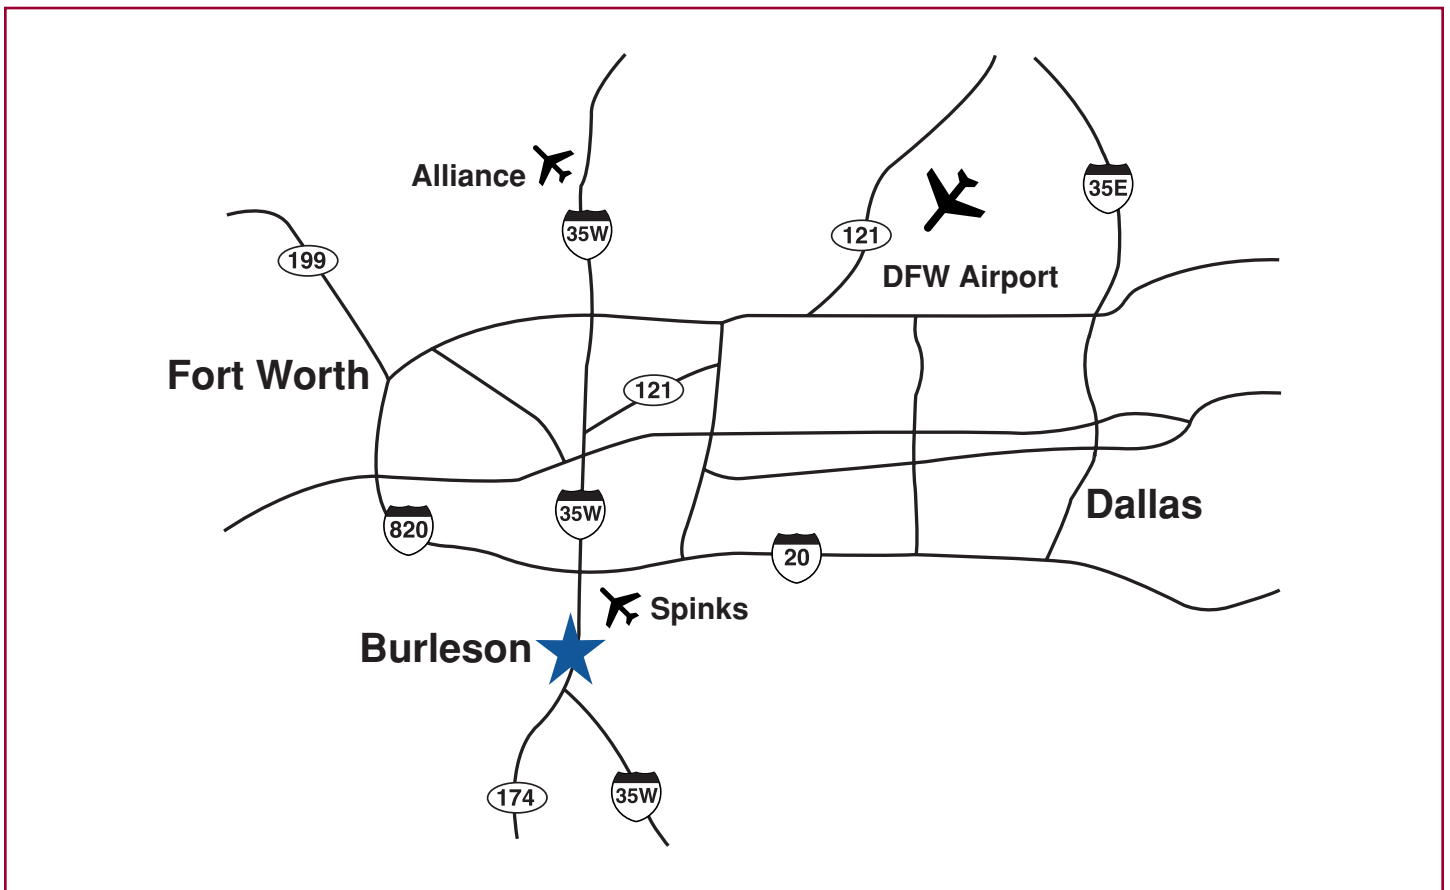 Alliance
35E
35W
121
199
DFW Airport
Fort Worth
121
Dallas
35W
820
20
Spinks
Burleson
174
35W